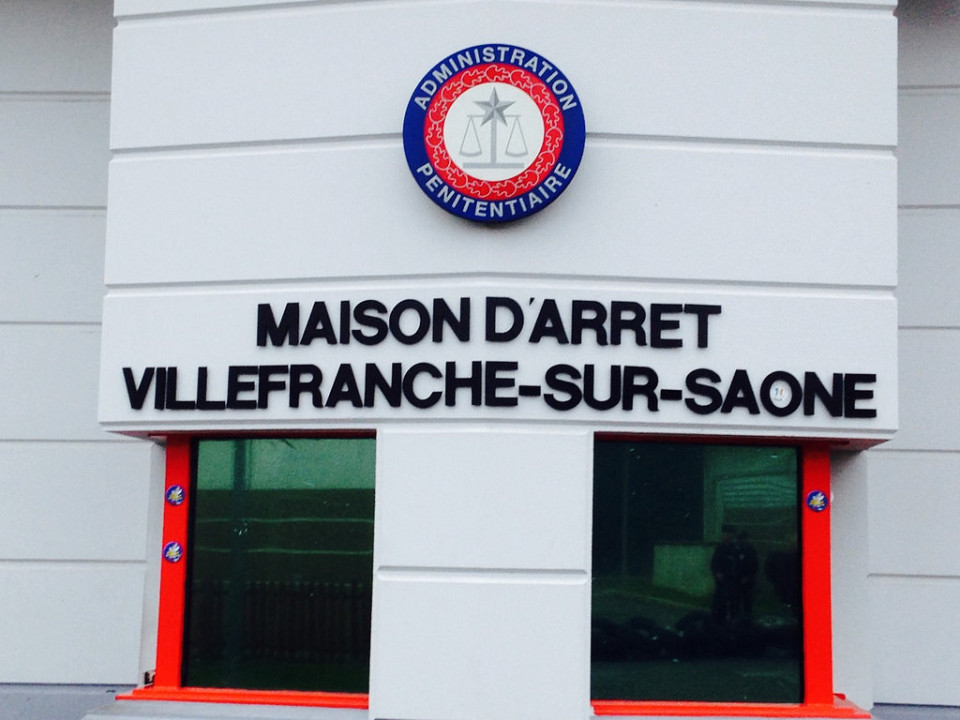 ADMINISTRATION
PENITENTIAIRE
MAISON D'ARRET
VILLEFRANCHE-SUR-SAONE